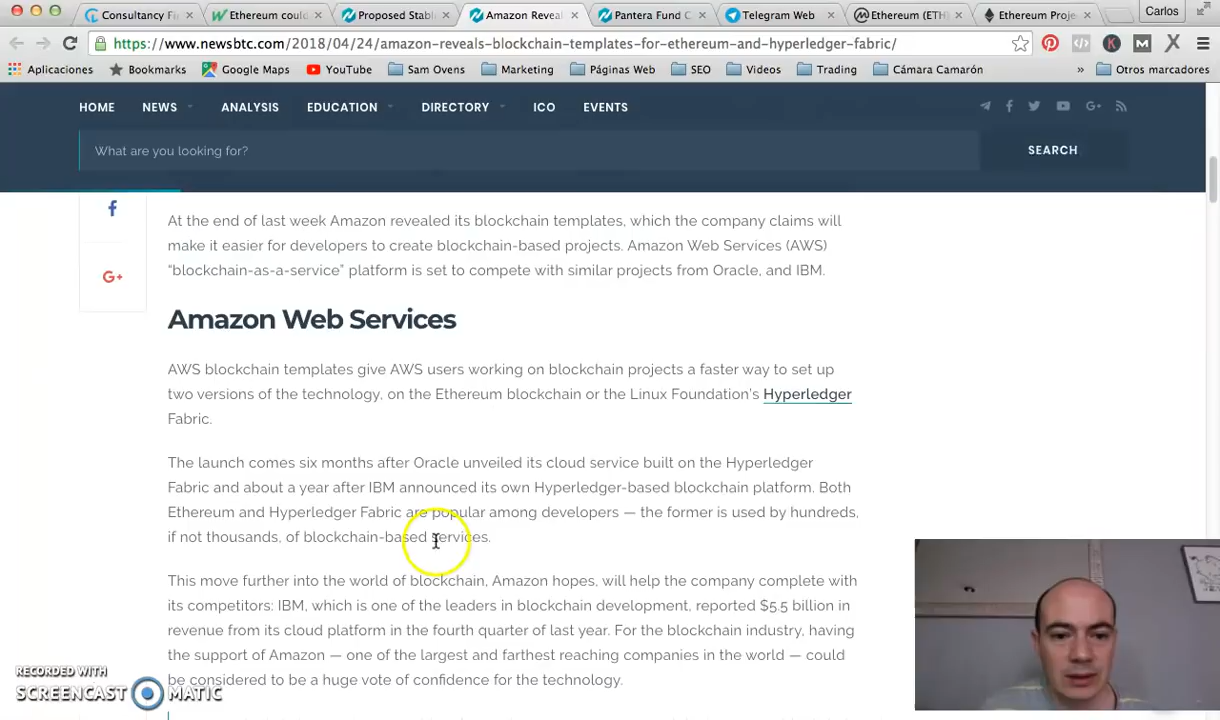 Consultancy Fi
Ethereum coul
Proposed Stabl
Amazon Reveal
Pantera Fund C
Telegram Web
Ethereum (ETH)
Ethereum Proje
Carlos
https://www.newsbtc.com/2018/04/24/amazon-reveals-blockchain-templates-for-ethereum-and-hyperledger-fabric/
Aplicaciones
Bookmarks
Google Maps
YouTube
Sam Ovens
Marketing
Páginas Web
SEO
Videos
Trading
Cámara Camarón
»
Otros marcadores
HOME NEWS ANALYSIS EDUCATION DIRECTORY ICO EVENTS
What are you looking for?
SEARCH
At the end of last week Amazon revealed its blockchain templates, which the company claims will
make it easier for developers to create blockchain-based projects. Amazon Web Services (AWS)
“blockchain-as-a-service” platform is set to compete with similar projects from Oracle, and IBM.
Amazon Web Services
AWS blockchain templates give AWS users working on blockchain projects a faster way to set up
two versions of the technology, on the Ethereum blockchain or the Linux Foundation’s Hyperledger
Fabric.
The launch comes six months after Oracle unveiled its cloud service built on the Hyperledger
Fabric and about a year after IBM announced its own Hyperledger-based blockchain platform. Both
Ethereum and Hyperledger Fabric are popular among developers — the former is used by hundreds,
if not thousands, of blockchain-based services.
This move further into the world of blockchain, Amazon hopes, will help the company complete with
its competitors: IBM, which is one of the leaders in blockchain development, reported $5.5 billion in
revenue from its cloud platform in the fourth quarter of last year. For the blockchain industry, having
the support of Amazon — one of the largest and farthest reaching companies in the world — could
be considered to be a huge vote of confidence for the technology.
RECORDED WITH
SCREENCAST MATIC